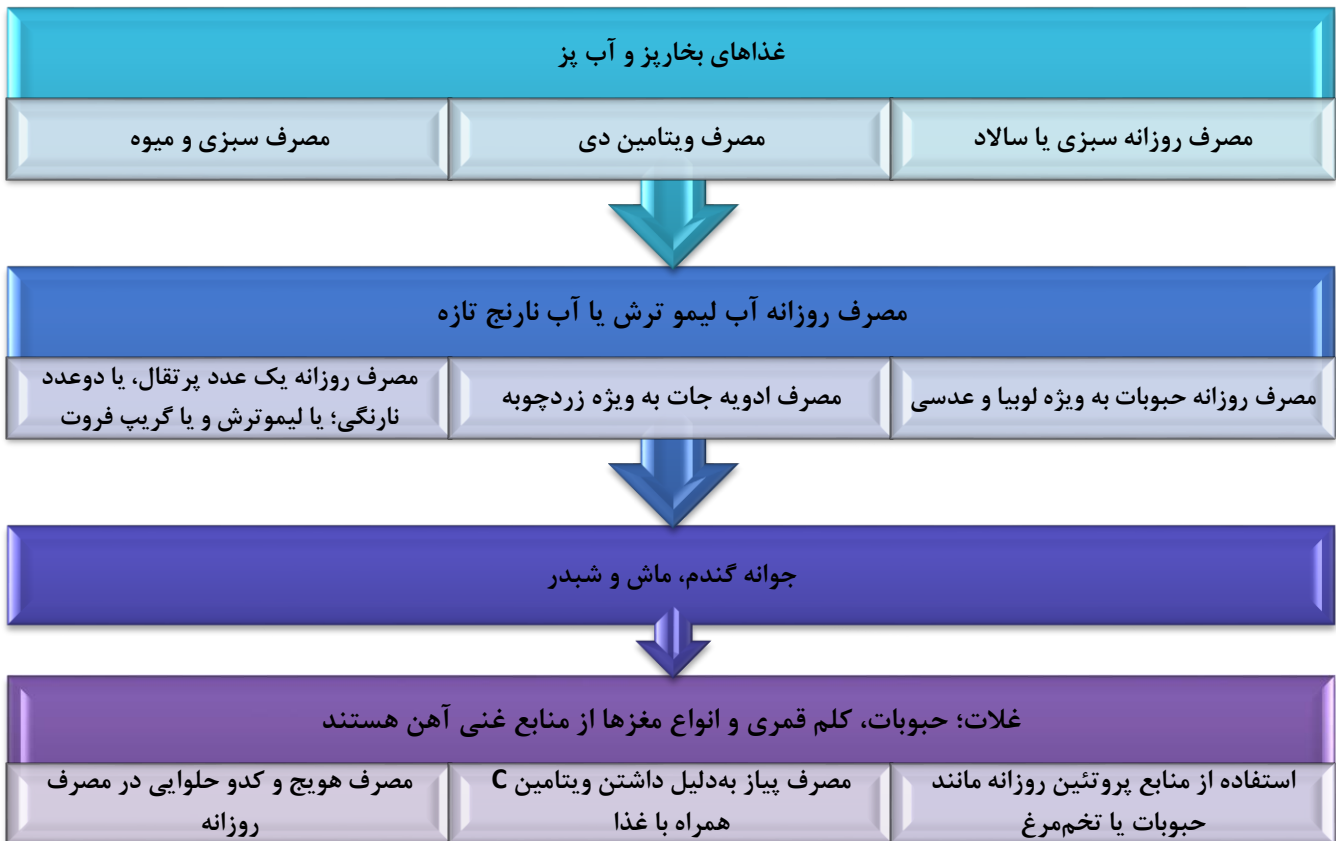 غذاهای بخارپز و آب پز
مصرف روزانه سبزی یا سالاد
مصرف ویتامین دی
مصرف سبزی و میوه
مصرف روزانه آب لیمو ترش یا آب نارنج تازه
مصرف روزانه حبوبات به ویژه لوبیا و عدسی
مصرف ادویه جات به ویژه زردچوبه
مصرف روزانه یک عدد پرتقال، یا دوعدد
نارنگی؛ یا لیموترش و یا گریپ فروت
جوانه گندم، ماش و شبدر
غلات؛ حبوبات، کلم قمری و انواع مغزها از منابع غنی آهن هستند
استفاده از منابع پروتئین روزانه مانند
حبوبات یا تخم‌مرغ
مصرف پیاز به‌دلیل داشتن ویتامین C
همراه با غذا
مصرف هویج و کدو حلوایی در مصرف
روزانه